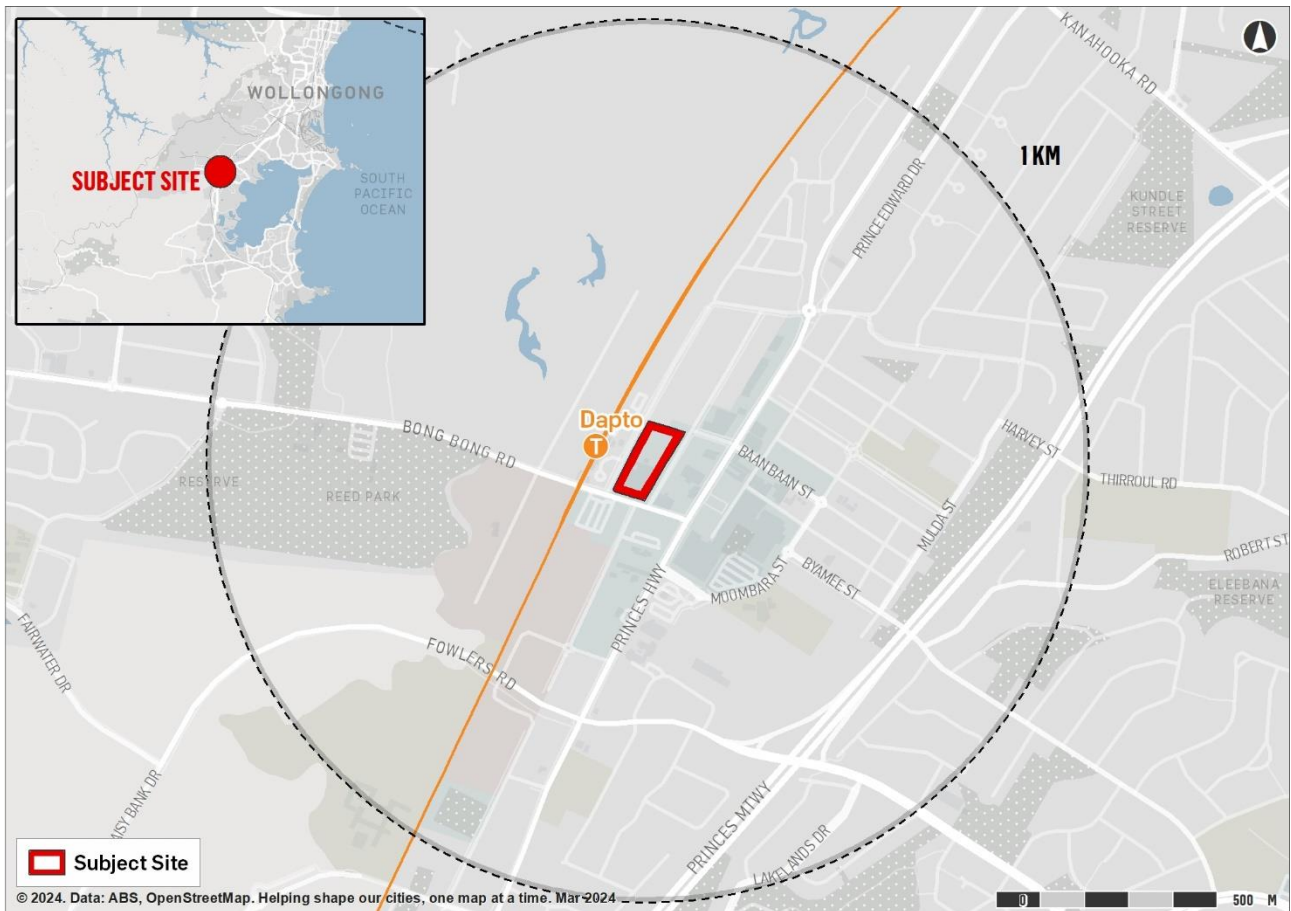 WOLLONGONG
SUBJECT SITE
SOUTH
PACIFIC
OCEAN
KANAHOOKA RD
1 KM
PRINCE EDWARD DR
KUNDLE
STREET
RESERVE
Dapto
T
BONG BONG RD
RESERVE
REED PARK
BAAN BAAN ST
HARVEY ST
THIRROUL RD
MULDA ST
ROBERT ST
BYAMEE ST
MOOMBARA ST
PRINCES HWY
ELEEBANA
RESERVE
FAIRWATER DR
FOWLERS RD
AISY BANK DR
PRINCES MTWY
LAKELANDS DR
Subject Site
© 2024. Data: ABS, OpenStreetMap. Helping shape our cities, one map at a time. Mar 2024
0 500 M